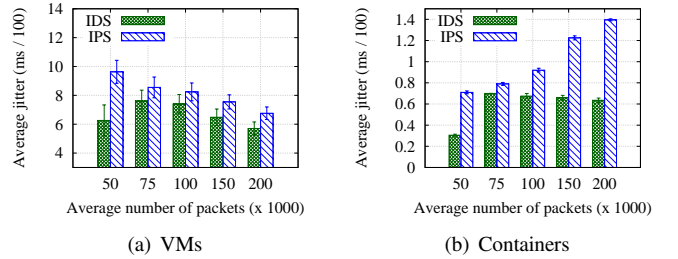 IDS
IPS
Average jitter (ms / 100)
14
12
10
8
6
4
50 75 100 150 200
Average number of packets (x 1000)
(a) VMs
IDS
IPS
Average jitter (ms / 100)
1.4
1.2
1
0.8
0.6
0.4
0.2
0
50 75 100 150 200
Average number of packets (x 1000)
(b) Containers